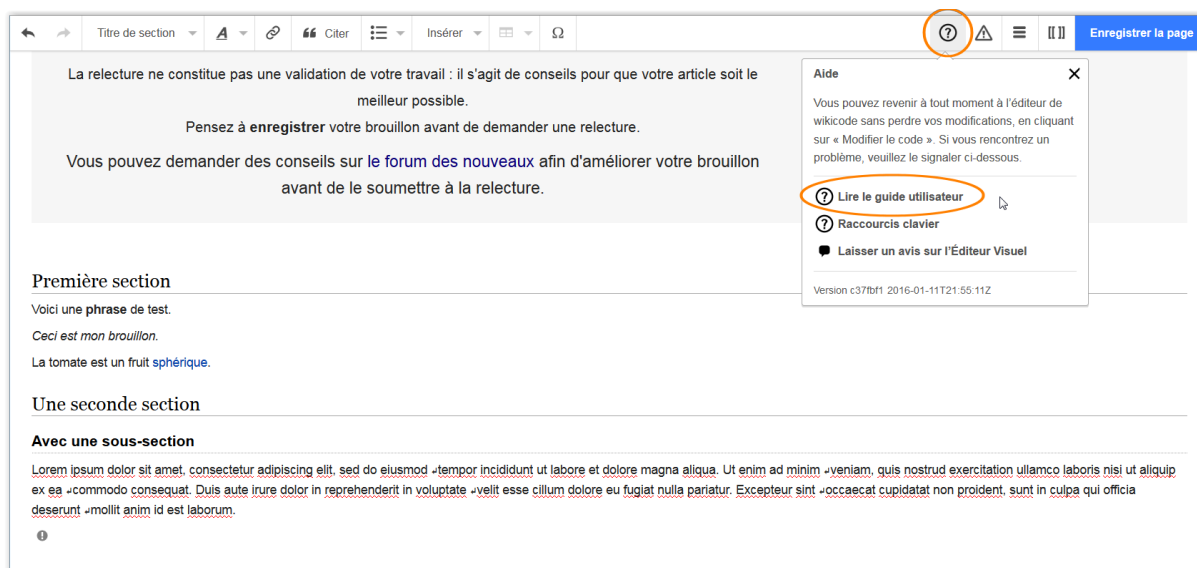 Titre de section A Citer Insérer Ω [[ ]] Enregistrer la page
La relecture ne constitue pas une validation de votre travail : il s'agit de conseils pour que votre article soit le
meilleur possible.
Pensez à enregistrer votre brouillon avant de demander une relecture.
Vous pouvez demander des conseils sur le forum des nouveaux afin d'améliorer votre brouillon
avant de le soumettre à la relecture.
Aide
Vous pouvez revenir à tout moment à l'éditeur de
wikicode sans perdre vos modifications, en cliquant
sur « Modifier le code ». Si vous rencontrez un
problème, veuillez le signaler ci-dessous.
Lire le guide utilisateur
Raccourcis clavier
Laisser un avis sur l'Éditeur Visuel
Version c37fbf1 2016-01-11T21:55:11Z
Première section
Voici une phrase de test.
Ceci est mon brouillon.
La tomate est un fruit sphérique.
Une seconde section
Avec une sous-section
Lorem ipsum dolor sit amet, consectetur adipiscing elit, sed do eiusmod ↵tempor incididunt ut labore et dolore magna aliqua. Ut enim ad minim ↵veniam, quis nostrud exercitation ullamco laboris nisi ut aliquip
ex ea ↵commodo consequat. Duis aute irure dolor in reprehenderit in voluptate ↵velit esse cillum dolore eu fugiat nulla pariatur. Excepteur sint ↵occaecat cupidatat non proident, sunt in culpa qui officia
deserunt ↵mollit anim id est laborum.